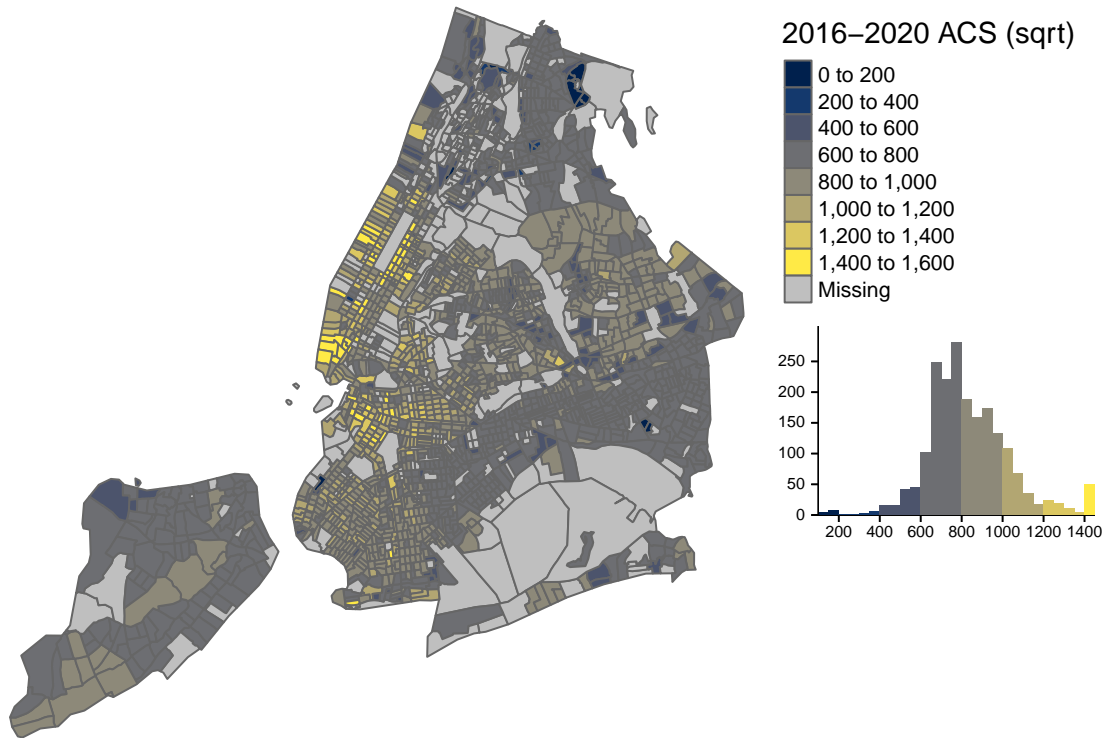 2016–2020 ACS (sqrt)
0 to 200
200 to 400
400 to 600
600 to 800
800 to 1,000
1,000 to 1,200
1,200 to 1,400
1,400 to 1,600
Missing
250
200
150
100
50
0
200 400 600 800 1000 1200 1400